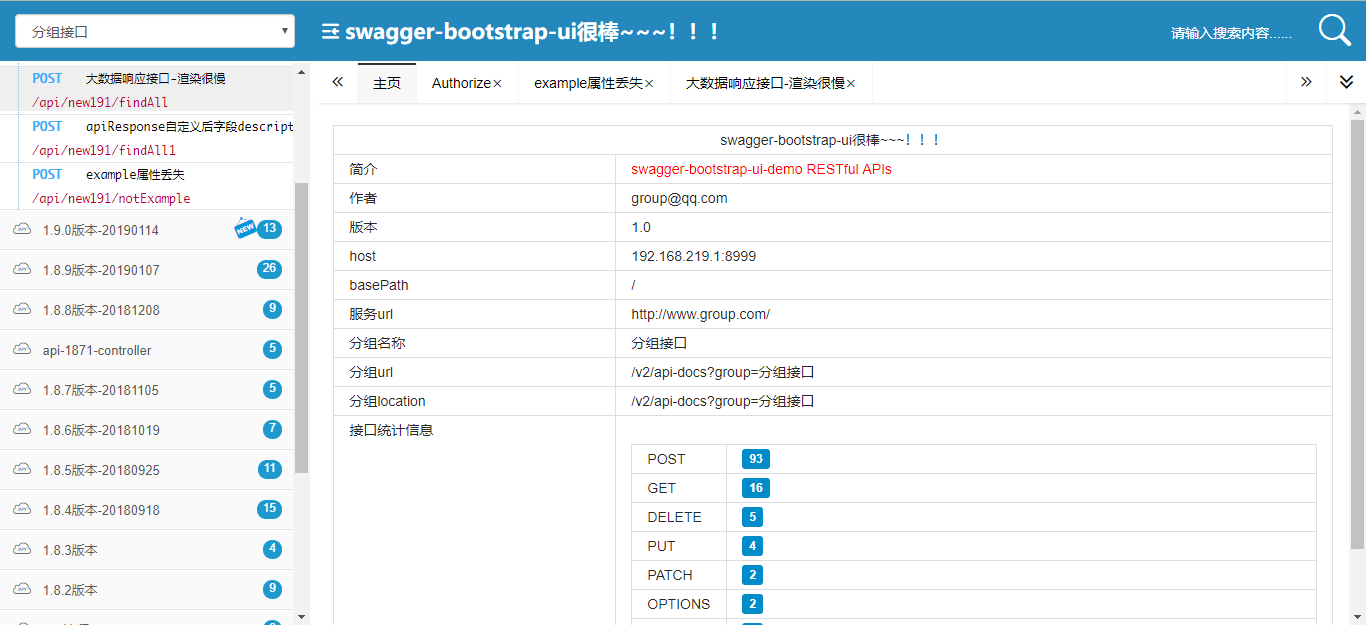 分组接口
swagger-bootstrap-ui很棒~~~！！！
请输入搜索内容......
POST 大数据响应接口-渲染很慢
/api/new191/findAll
POST apiResponse自定义后字段descript
/api/new191/findAll1
POST example属性丢失
/api/new191/notExample
API 1.9.0版本-20190114 NEW 13
API 1.8.9版本-20190107 26
API 1.8.8版本-20181208 9
API api-1871-controller 5
API 1.8.7版本-20181105 5
API 1.8.6版本-20181019 7
API 1.8.5版本-20180925 11
API 1.8.4版本-20180918 15
API 1.8.3版本 4
API 1.8.2版本 9
主页 Authorize× example属性丢失× 大数据响应接口-渲染很慢×
swagger-bootstrap-ui很棒~~~！！！
简介 swagger-bootstrap-ui-demo RESTful APIs
作者 group@qq.com
版本 1.0
host 192.168.219.1:8999
basePath /
服务url http://www.group.com/
分组名称 分组接口
分组url /v2/api-docs?group=分组接口
分组location /v2/api-docs?group=分组接口
接口统计信息
POST 93
GET 16
DELETE 5
PUT 4
PATCH 2
OPTIONS 2